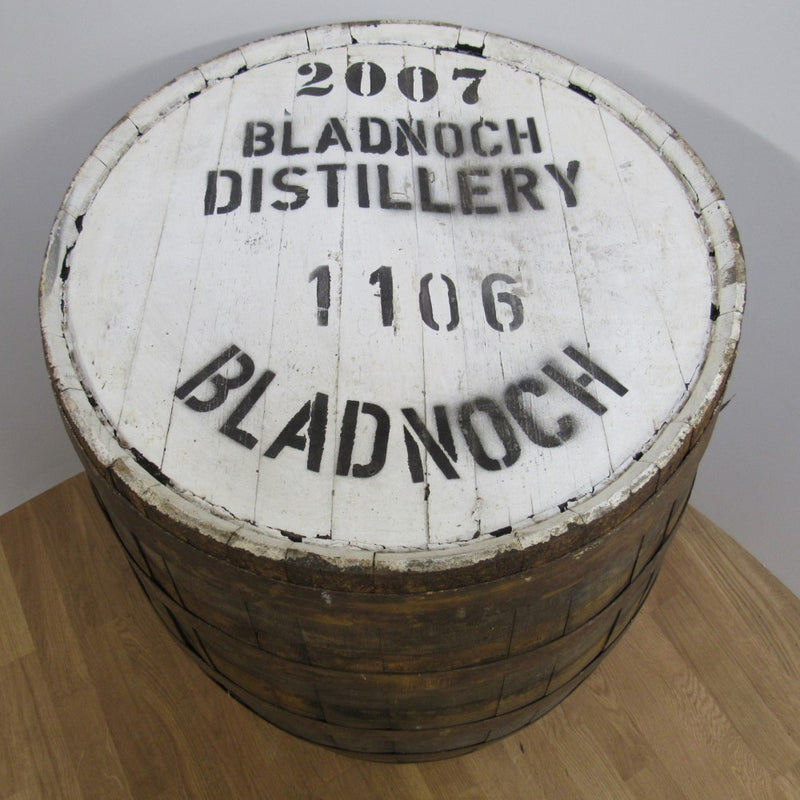 2007
BLADNOCH
DISTILLERY
1106
BLADNOCH